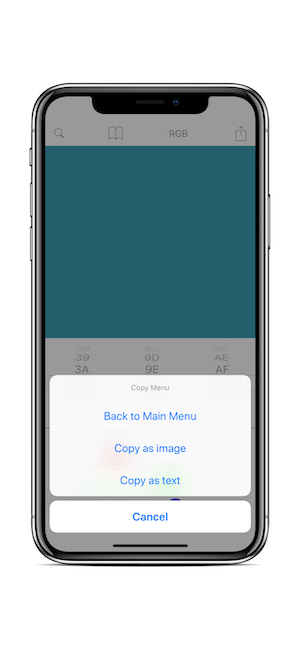 RGB
39 9D AE
3A 9E AF
Copy Menu
Back to Main Menu
Copy as image
Copy as text
Cancel